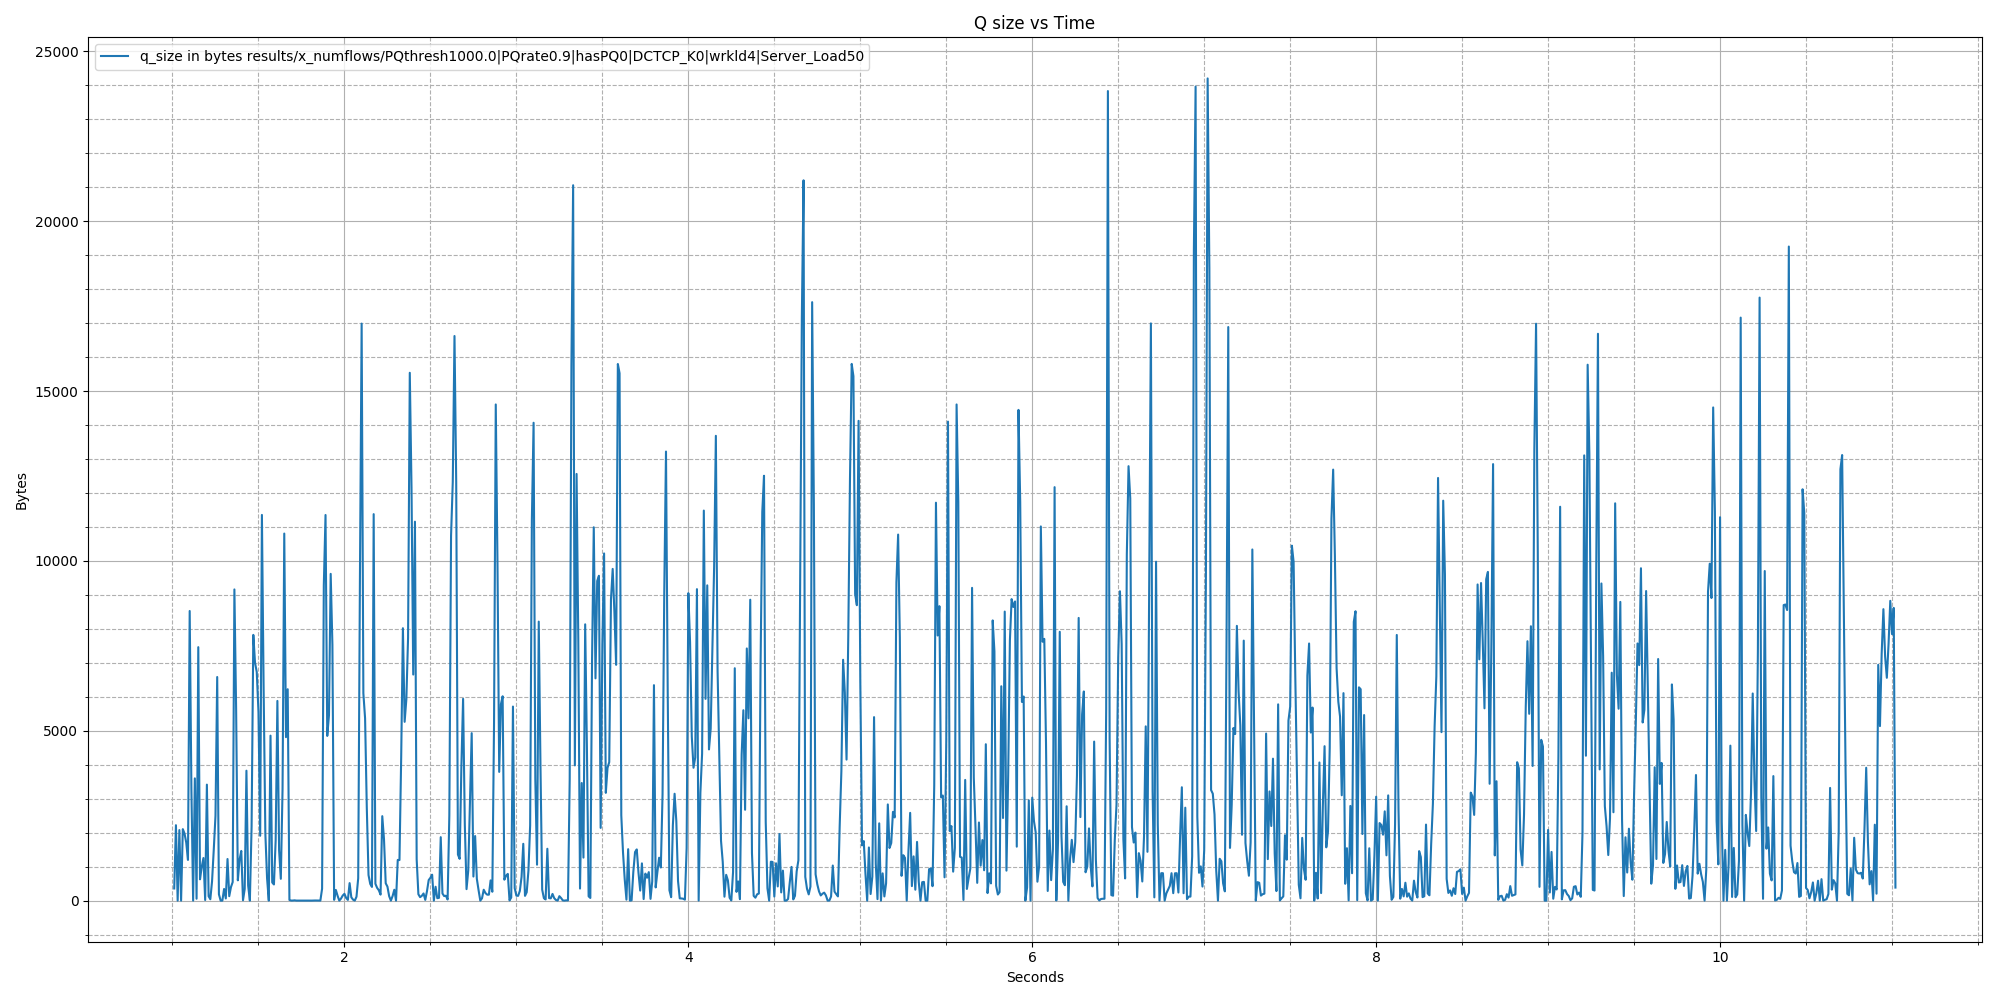 Q size vs Time
q_size in bytes results/x_numflows/PQthresh1000.0|PQrate0.9|hasPQ0|DCTCP_K0|wrkld4|Server_Load50
25000
20000
15000
10000
5000
0
Bytes
2 4 6 8 10
Seconds